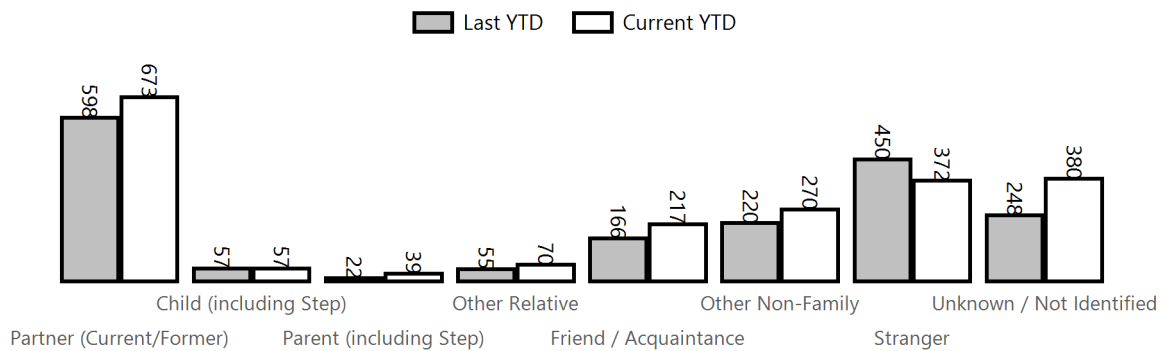 Last YTD Current YTD
598 673 57 57 22 39 55 70 166 217 220 270 450 372 248 380
Child (including Step) Other Relative Other Non-Family Unknown / Not Identified
Partner (Current/Former) Parent (including Step) Friend / Acquaintance Stranger